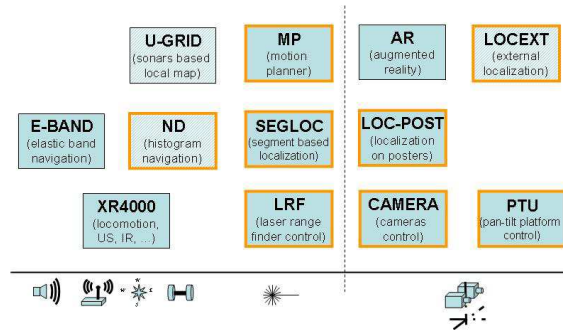 U-GRID
(sonars based
local map)
MP
(motion
planner)
AR
(augmented
reality)
LOCEXT
(external
localization)
E-BAND
(elastic band
navigation)
ND
(histogram
navigation)
SEGLOC
(segment based
localization)
LOC-POST
(localization
on posters)
XR4000
(locomotion,
US, IR, ...)
LRF
(laser range
finder control)
CAMERA
(cameras
control)
PTU
(pan-tilt platform
control)